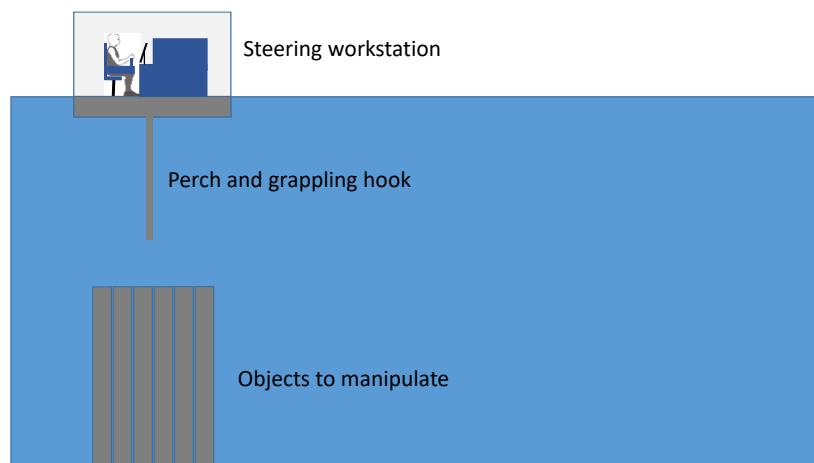 Steering workstation
Perch and grappling hook
Objects to manipulate